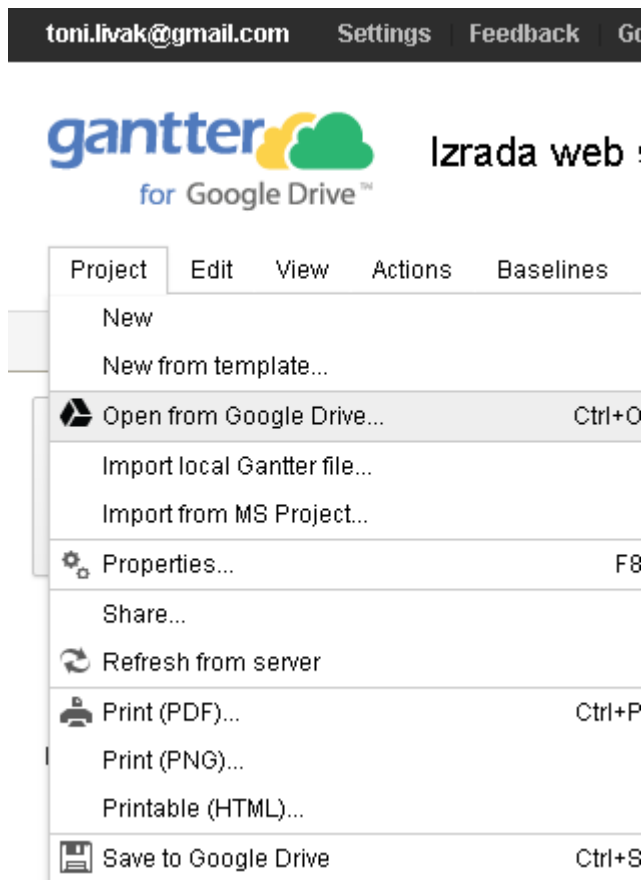 toni.livak@gmail.com Settings Feedback Go
gantter
for Google Drive™
Izrada web
Project Edit View Actions Baselines
New
New from template...
Open from Google Drive... Ctrl+O
Import local Gantter file...
Import from MS Project...
Properties... F8
Share...
Refresh from server
Print (PDF)... Ctrl+P
Print (PNG)...
Printable (HTML)...
Save to Google Drive Ctrl+S